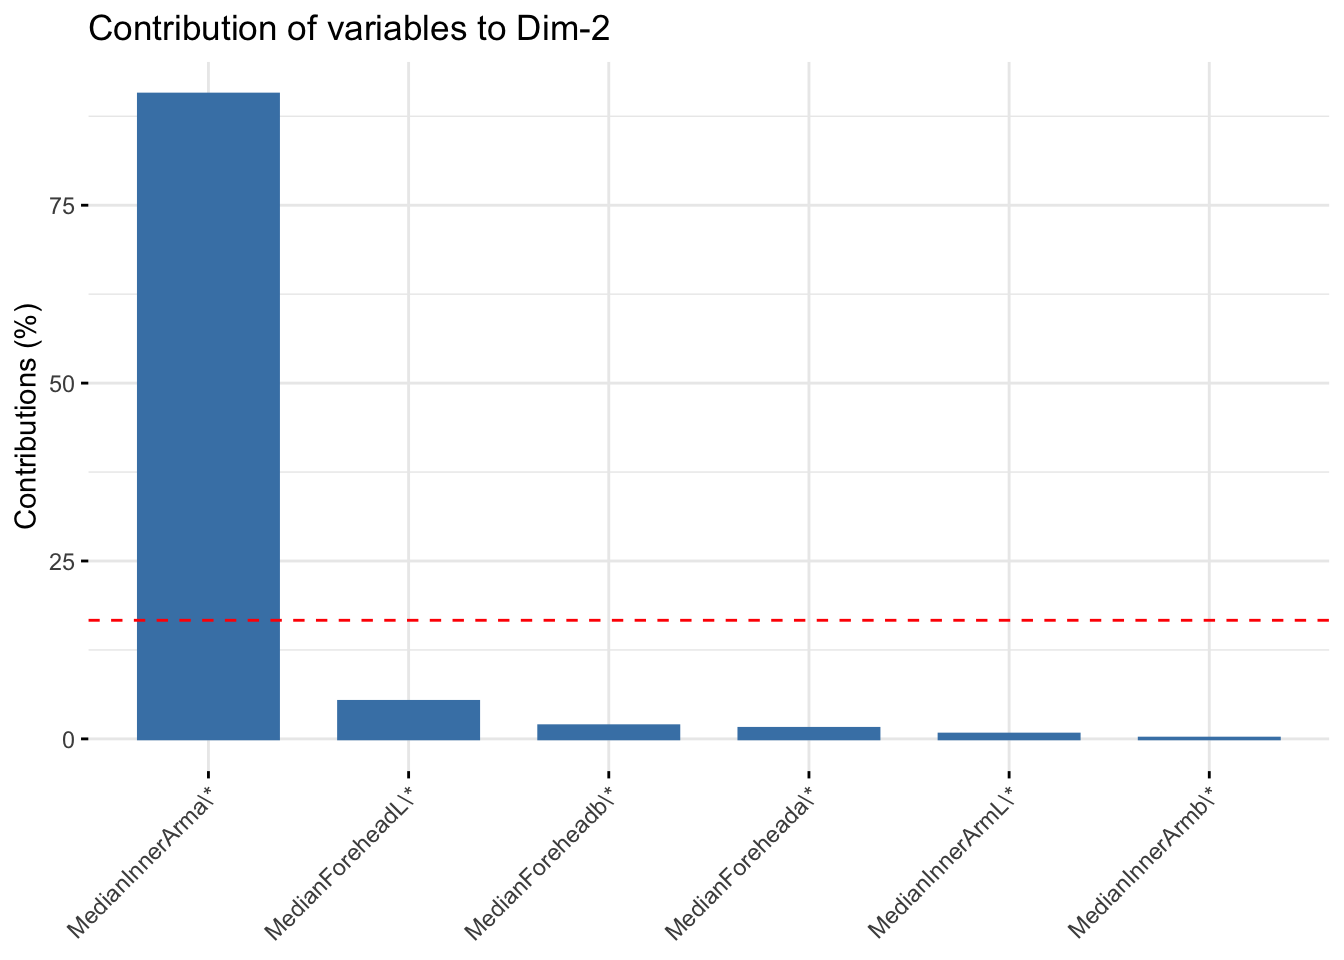 Contribution of variables to Dim-2
Contributions (%)
75
50
25
0
MedianInnerArma\*
MedianForeheadL\*
MedianForeheadb\*
MedianForeheada\*
MedianInnerArmL\*
MedianInnerArmb\*